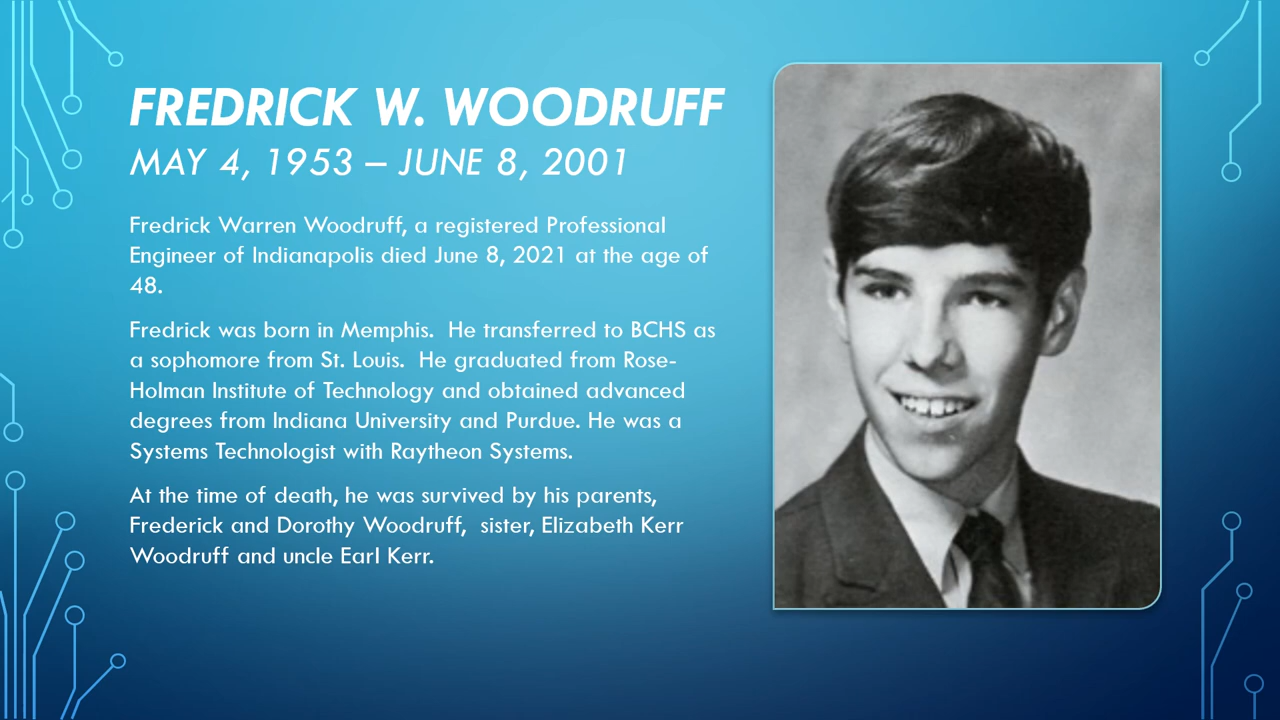 FREDRICK W. WOODRUFF
MAY 4, 1953 – JUNE 8, 2001
Fredrick Warren Woodruff, a registered Professional
Engineer of Indianapolis died June 8, 2021 at the age of
48.
Fredrick was born in Memphis.  He transferred to BCHS as
a sophomore from St. Louis.  He graduated from Rose-
Holman Institute of Technology and obtained advanced
degrees from Indiana University and Purdue. He was a
Systems Technologist with Raytheon Systems.
At the time of death, he was survived by his parents,
Frederick and Dorothy Woodruff,  sister, Elizabeth Kerr
Woodruff and uncle Earl Kerr.